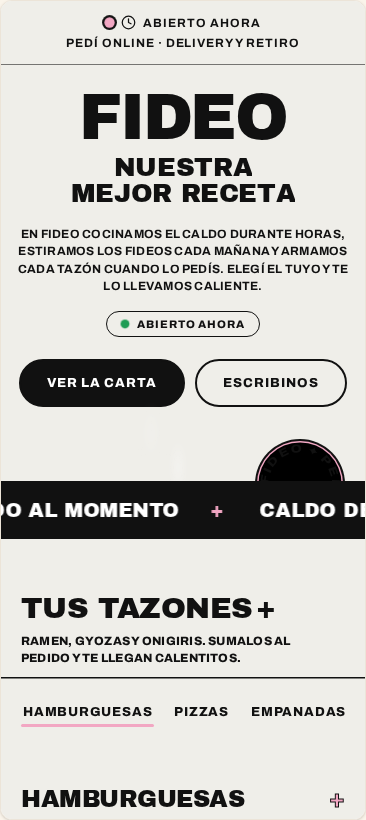 ABIERTO AHORA
PEDÍ ONLINE · DELIVERY Y RETIRO
FIDEO
NUESTRA
MEJOR RECETA
EN FIDEO COCINAMOS EL CALDO DURANTE HORAS,
ESTIRAMOS LOS FIDEOS CADA MAÑANA Y ARMAMOS
CADA TAZÓN CUANDO LO PEDÍS. ELEGÍ EL TUYO Y TE
LO LLEVAMOS CALIENTE.
ABIERTO AHORA
VER LA CARTA
ESCRIBINOS
DO AL MOMENTO + CALDO DE
TUS TAZONES +
RAMEN, GYOZAS Y ONIGIRIS. SUMALOS AL
PEDIDO Y TE LLEGAN CALENTITOS.
HAMBURGUESAS PIZZAS EMPANADAS
HAMBURGUESAS +